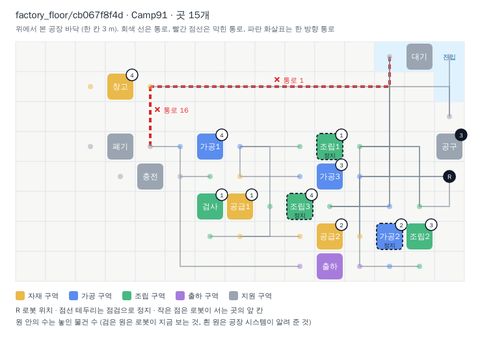 factory_floor/cb067f8f4d · Camp91 · 곳 15개
위에서 본 공장 바닥 (한 칸 3 m). 회색 선은 통로, 빨간 점선은 막힌 통로, 파란 화살표는 한 방향 통로
대기
진입
4
창고
✕ 통로 1
✕ 통로 16
폐기
4
가공1
1
조립1
정지
3
공구
충전
3
가공3
R
1
검사
1
공급1
4
조립3
정지
2
공급2
2
가공2
정지
3
조립2
출하
자재 구역
가공 구역
조립 구역
출하 구역
지원 구역
R 로봇 위치 · 점선 테두리는 점검으로 정지 · 작은 점은 로봇이 서는 곳의 앞 칸
원 안의 수는 놓인 물건 수 (검은 원은 로봇이 지금 보는 것, 흰 원은 공장 시스템이 알려 준 것)